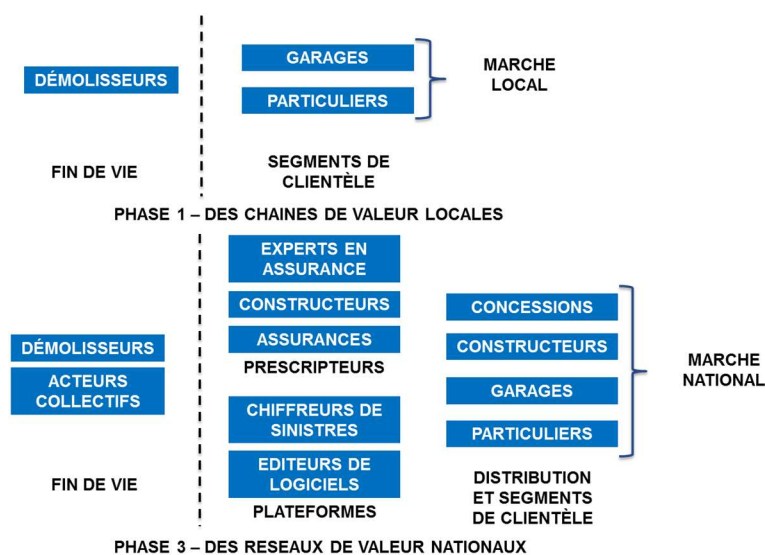 DÉMOLISSEURS
FIN DE VIE
GARAGES
PARTICULIERS
SEGMENTS DE
CLIENTÈLE
MARCHE
LOCAL
PHASE 1 – DES CHAINES DE VALEUR LOCALES
DÉMOLISSEURS
ACTEURS
COLLECTIFS
FIN DE VIE
EXPERTS EN
ASSURANCE
CONSTRUCTEURS
ASSURANCES
PRESCRIPTEURS
CHIFFREURS DE
SINISTRES
EDITEURS DE
LOGICIELS
PLATEFORMES
CONCESSIONS
CONSTRUCTEURS
GARAGES
PARTICULIERS
DISTRIBUTION
ET SEGMENTS
DE CLIENTÈLE
MARCHE
NATIONAL
PHASE 3 – DES RESEAUX DE VALEUR NATIONAUX